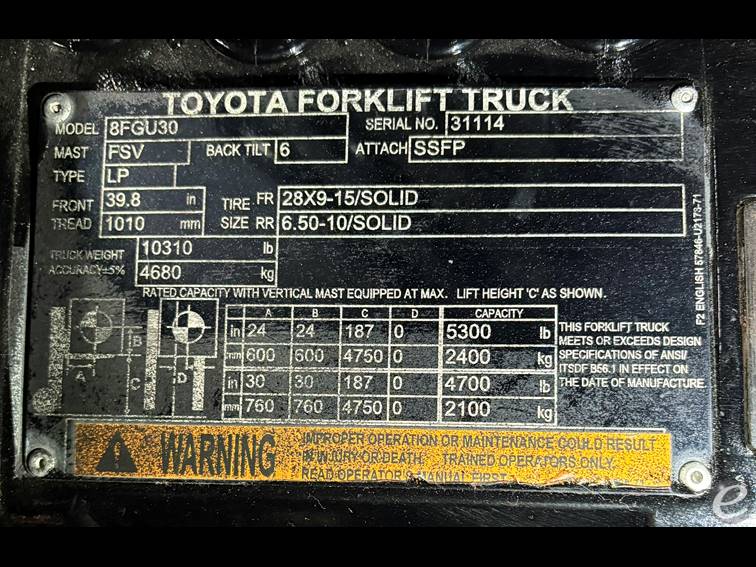 TOYOTA FORKLIFT TRUCK
MODEL 8FGU30 SERIAL NO. 31114
MAST FSV BACK TILT 6 ATTACH SSFP
TYPE LP
FRONT TREAD 39.8 in TIRE SIZE FR 28X9-15/SOLID
1010 mm RR 6.50-10/SOLID
TRUCK WEIGHT 10310 lb
ACCURACY±5% 4680 kg
RATED CAPACITY WITH VERTICAL MAST EQUIPPED AT MAX. LIFT HEIGHT 'C' AS SHOWN.
A B C D CAPACITY
in 24 24 187 0 5300 lb
mm 600 600 4750 0 2400 kg
in 30 30 187 0 4700 lb
mm 760 760 4750 0 2100 kg
A B C D
THIS FORKLIFT TRUCK
MEETS OR EXCEEDS DESIGN
SPECIFICATIONS OF ANSI/
ITSDF B56.1 IN EFFECT ON
THE DATE OF MANUFACTURE.
F2 ENGLISH 57846-U2173-71
WARNING
IMPROPER OPERATION OR MAINTENANCE COULD RESULT
IN INJURY OR DEATH. TRAINED OPERATORS ONLY.
READ OPERATOR'S MANUAL FIRST.